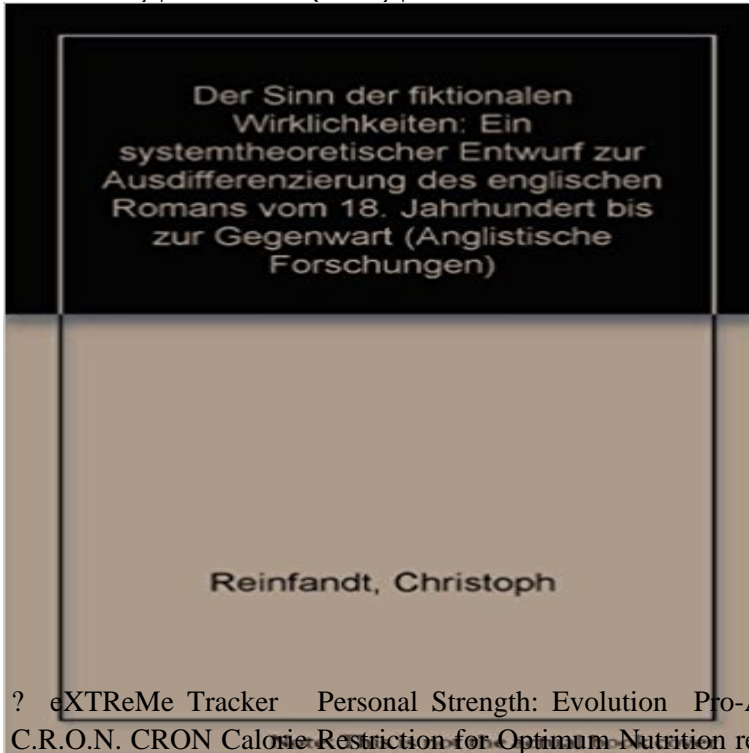 Der Sinn der fiktionalen
Wirklichkeiten: Ein
systemtheoretischer Entwurf zur
Ausdifferenzierung des englischen
Romans vom 18. Jahrhundert bis
zur Gegenwart (Anglistische
Forschungen)
Reinfandt, Christoph
? eXTReMe Tracker Personal Strength: Evolution Pro-
C.R.O.N. CRON Calorie Restriction for Optimum Nutrition